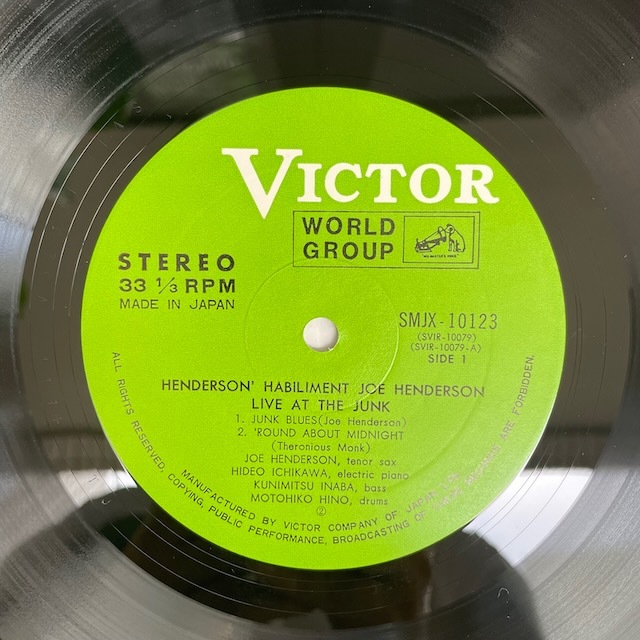 VICTOR
WORLD
GROUP
"HIS MASTER'S VOICE"
STEREO
33 1/3 RPM
MADE IN JAPAN
SMJX-10123
(SVIR-10079)
(SVIR-10079-A)
SIDE 1
HENDERSON' HABILIMENT JOE HENDERSON
LIVE AT THE JUNK
1. JUNK BLUES(Joe Henderson)
2. 'ROUND ABOUT MIDNIGHT
(Theronious Monk)
JOE HENDERSON, tenor sax
HIDEO ICHIKAWA, electric piano
KUNIMITSU INABA, bass
MOTOHIKO HINO, drums
②
MANUFACTURED BY VICTOR COMPANY OF JAPAN, LTD.
ALL RIGHTS RESERVED, COPYING, PUBLIC PERFORMANCE, BROADCASTING OF THIS RECORD ARE FORBIDDEN.